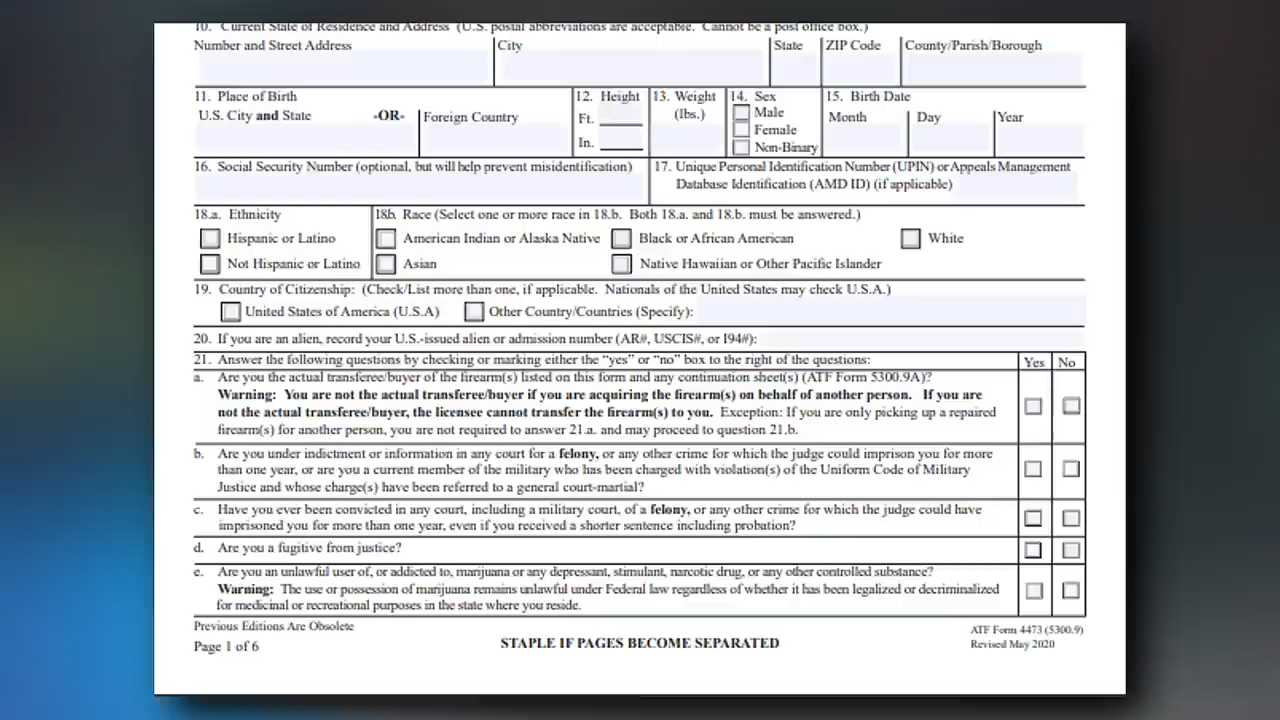 10. Current State of Residence and Address (U.S. postal abbreviations are acceptable. Cannot be a post office box.)
Number and Street Address City State ZIP Code County/Parish/Borough
11. Place of Birth 12. Height 13. Weight 14. Sex 15. Birth Date
U.S. City and State -OR- Foreign Country Ft. (lbs.) Male Month Day Year
Female
In. Non-Binary
16. Social Security Number (optional, but will help prevent misidentification) 17. Unique Personal Identification Number (UPIN) or Appeals Management
Database Identification (AMD ID) (if applicable)
18.a. Ethnicity 18.b. Race (Select one or more race in 18.b. Both 18.a. and 18.b. must be answered.)
Hispanic or Latino American Indian or Alaska Native Black or African American White
Not Hispanic or Latino Asian Native Hawaiian or Other Pacific Islander
19. Country of Citizenship: (Check/List more than one, if applicable. Nationals of the United States may check U.S.A.)
United States of America (U.S.A) Other Country/Countries (Specify):
20. If you are an alien, record your U.S.-issued alien or admission number (AR#, USCIS#, or I94#):
21. Answer the following questions by checking or marking either the “yes” or “no” box to the right of the questions: Yes No
a. Are you the actual transferee/buyer of the firearm(s) listed on this form and any continuation sheet(s) (ATF Form 5300.9A)?
Warning: You are not the actual transferee/buyer if you are acquiring the firearm(s) on behalf of another person. If you are
not the actual transferee/buyer, the licensee cannot transfer the firearm(s) to you. Exception: If you are only picking up a repaired
firearm(s) for another person, you are not required to answer 21.a. and may proceed to question 21.b.
b. Are you under indictment or information in any court for a felony, or any other crime for which the judge could imprison you for more
than one year, or are you a current member of the military who has been charged with violation(s) of the Uniform Code of Military
Justice and whose charge(s) have been referred to a general court-martial?
c. Have you ever been convicted in any court, including a military court, of a felony, or any other crime for which the judge could have
imprisoned you for more than one year, even if you received a shorter sentence including probation?
d. Are you a fugitive from justice?
e. Are you an unlawful user of, or addicted to, marijuana or any depressant, stimulant, narcotic drug, or any other controlled substance?
Warning: The use or possession of marijuana remains unlawful under Federal law regardless of whether it has been legalized or decriminalized
for medicinal or recreational purposes in the state where you reside.
Previous Editions Are Obsolete
Page 1 of 6
STAPLE IF PAGES BECOME SEPARATED
ATF Form 4473 (5300.9)
Revised May 2020